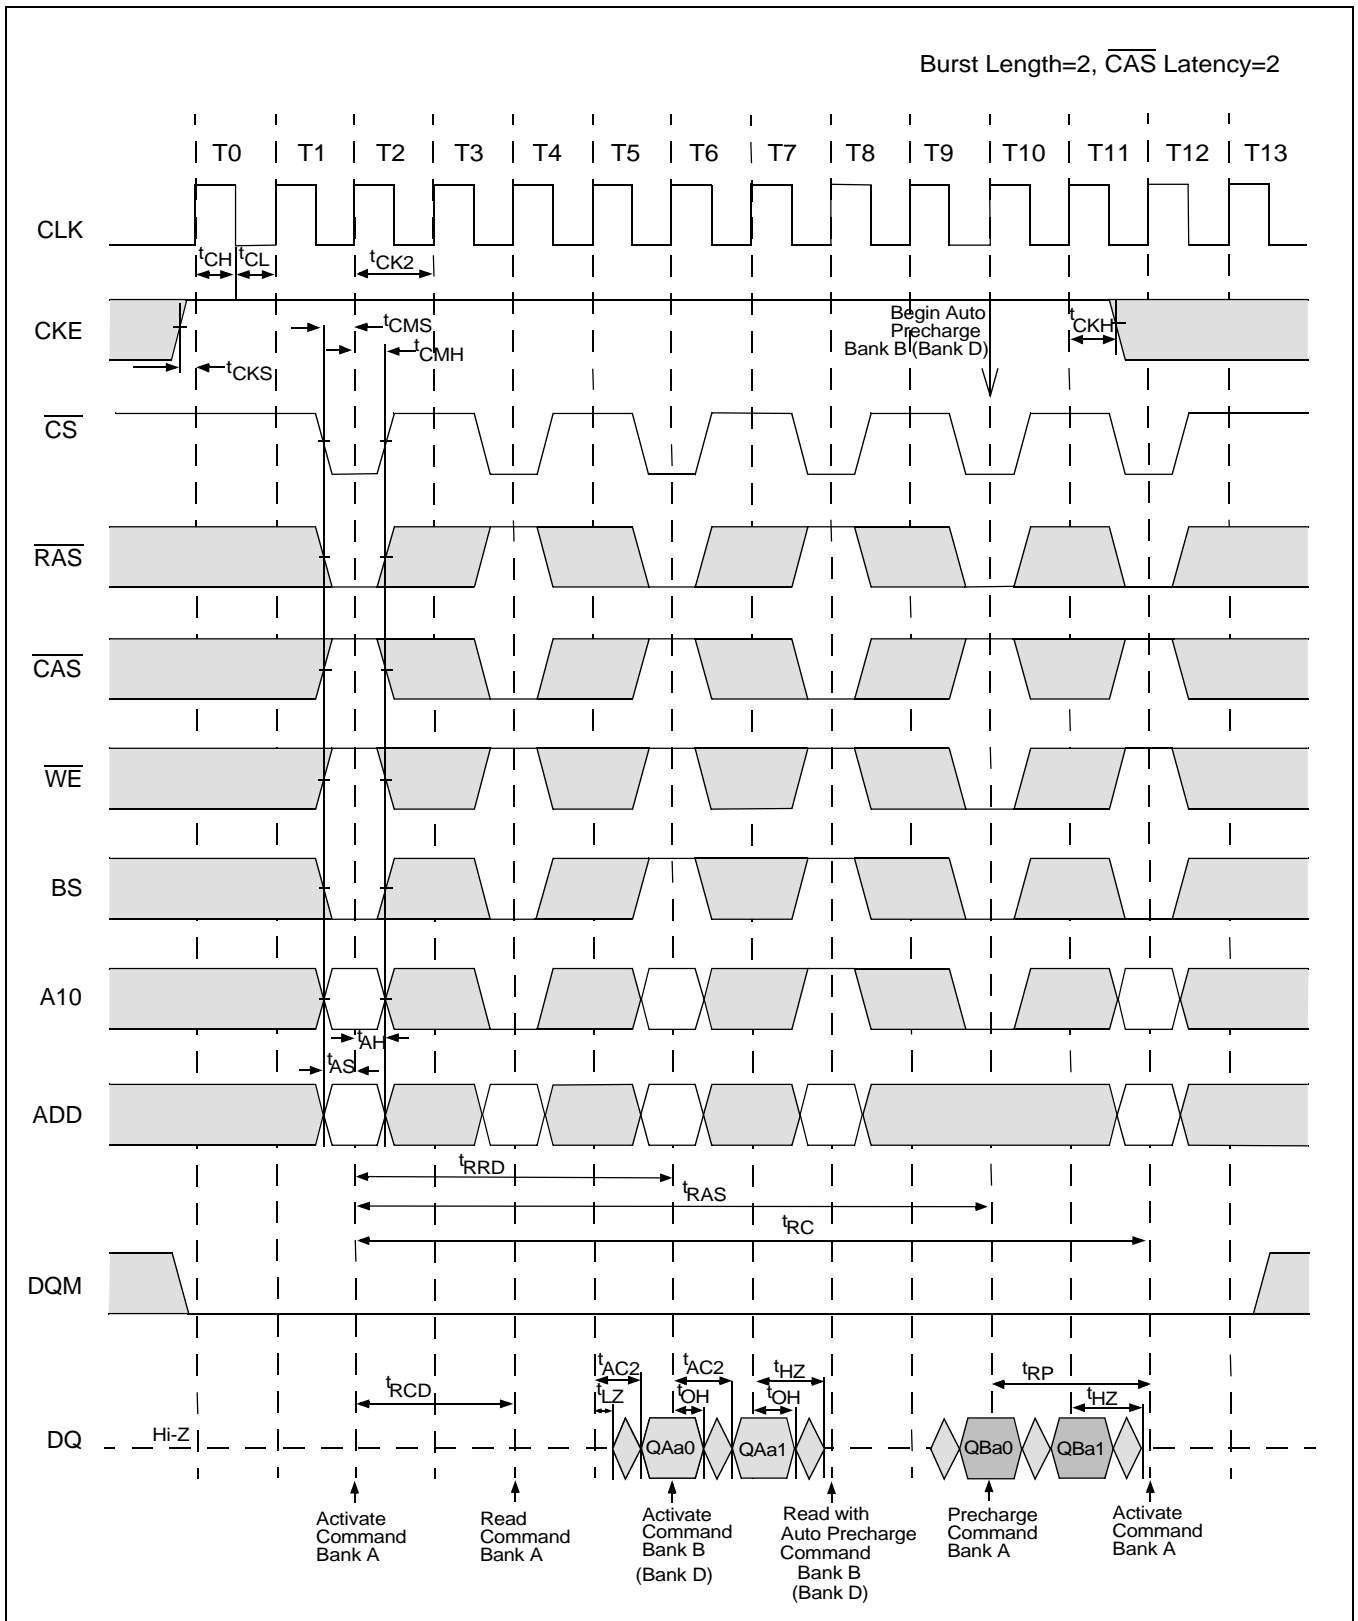 Burst Length=2, CAS Latency=2
T0 T1 T2 T3 T4 T5 T6 T7 T8 T9 T10 T11 T12 T13
CLK
tCH tCL tCK2
CKE
tCMS
tCMH
tCKS
Begin Auto
Precharge
Bank B (Bank D)
tCKH
CS
RAS
CAS
WE
BS
A10
tAH
tAS
ADD
tRRD
tRAS
tRC
DQM
tAC2 tAC2 tHZ tRP
tRCD tLZ tOH tOH tHZ
DQ
Hi-Z
QAa0 QAa1 QBa0 QBa1
Activate
Command
Bank A
Read
Command
Bank A
Activate
Command
Bank B
(Bank D)
Read with
Auto Precharge
Command
Bank B
(Bank D)
Precharge
Command
Bank A
Activate
Command
Bank A